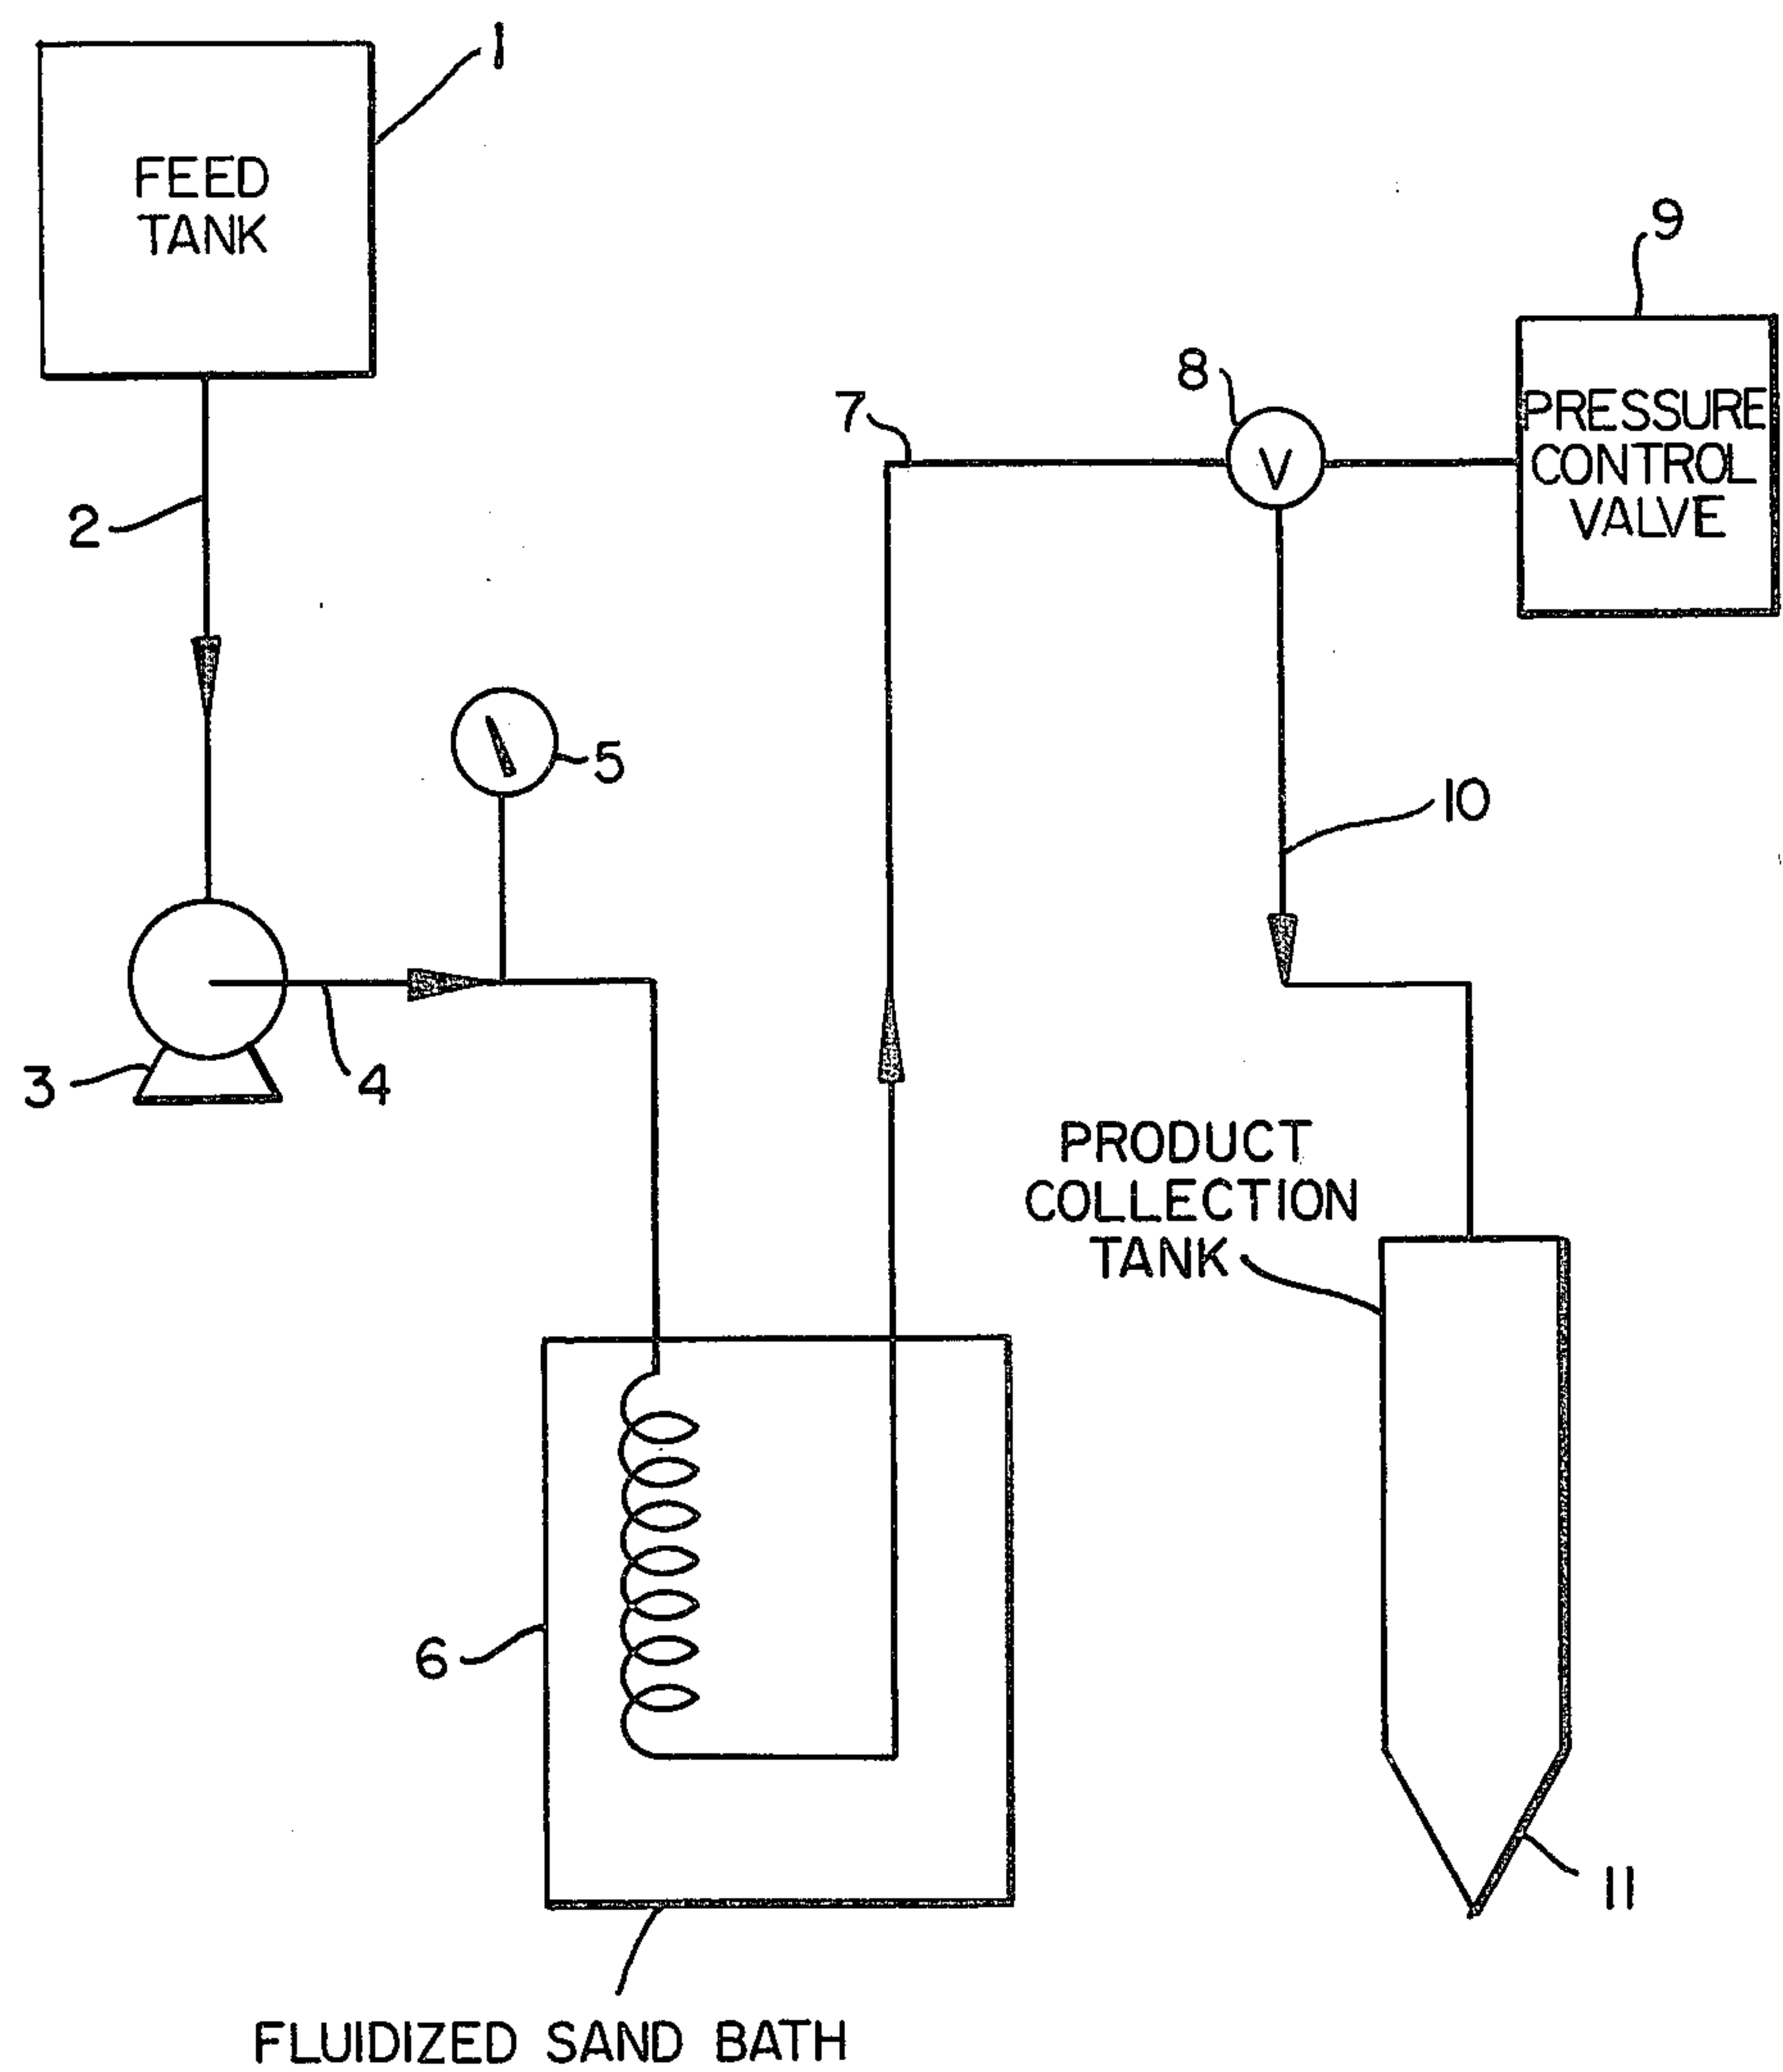 1
FEED
TANK
2
3
4
5
6
FLUIDIZED SAND BATH
7
8
V
9
PRESSURE
CONTROL
VALVE
10
PRODUCT
COLLECTION
TANK
11